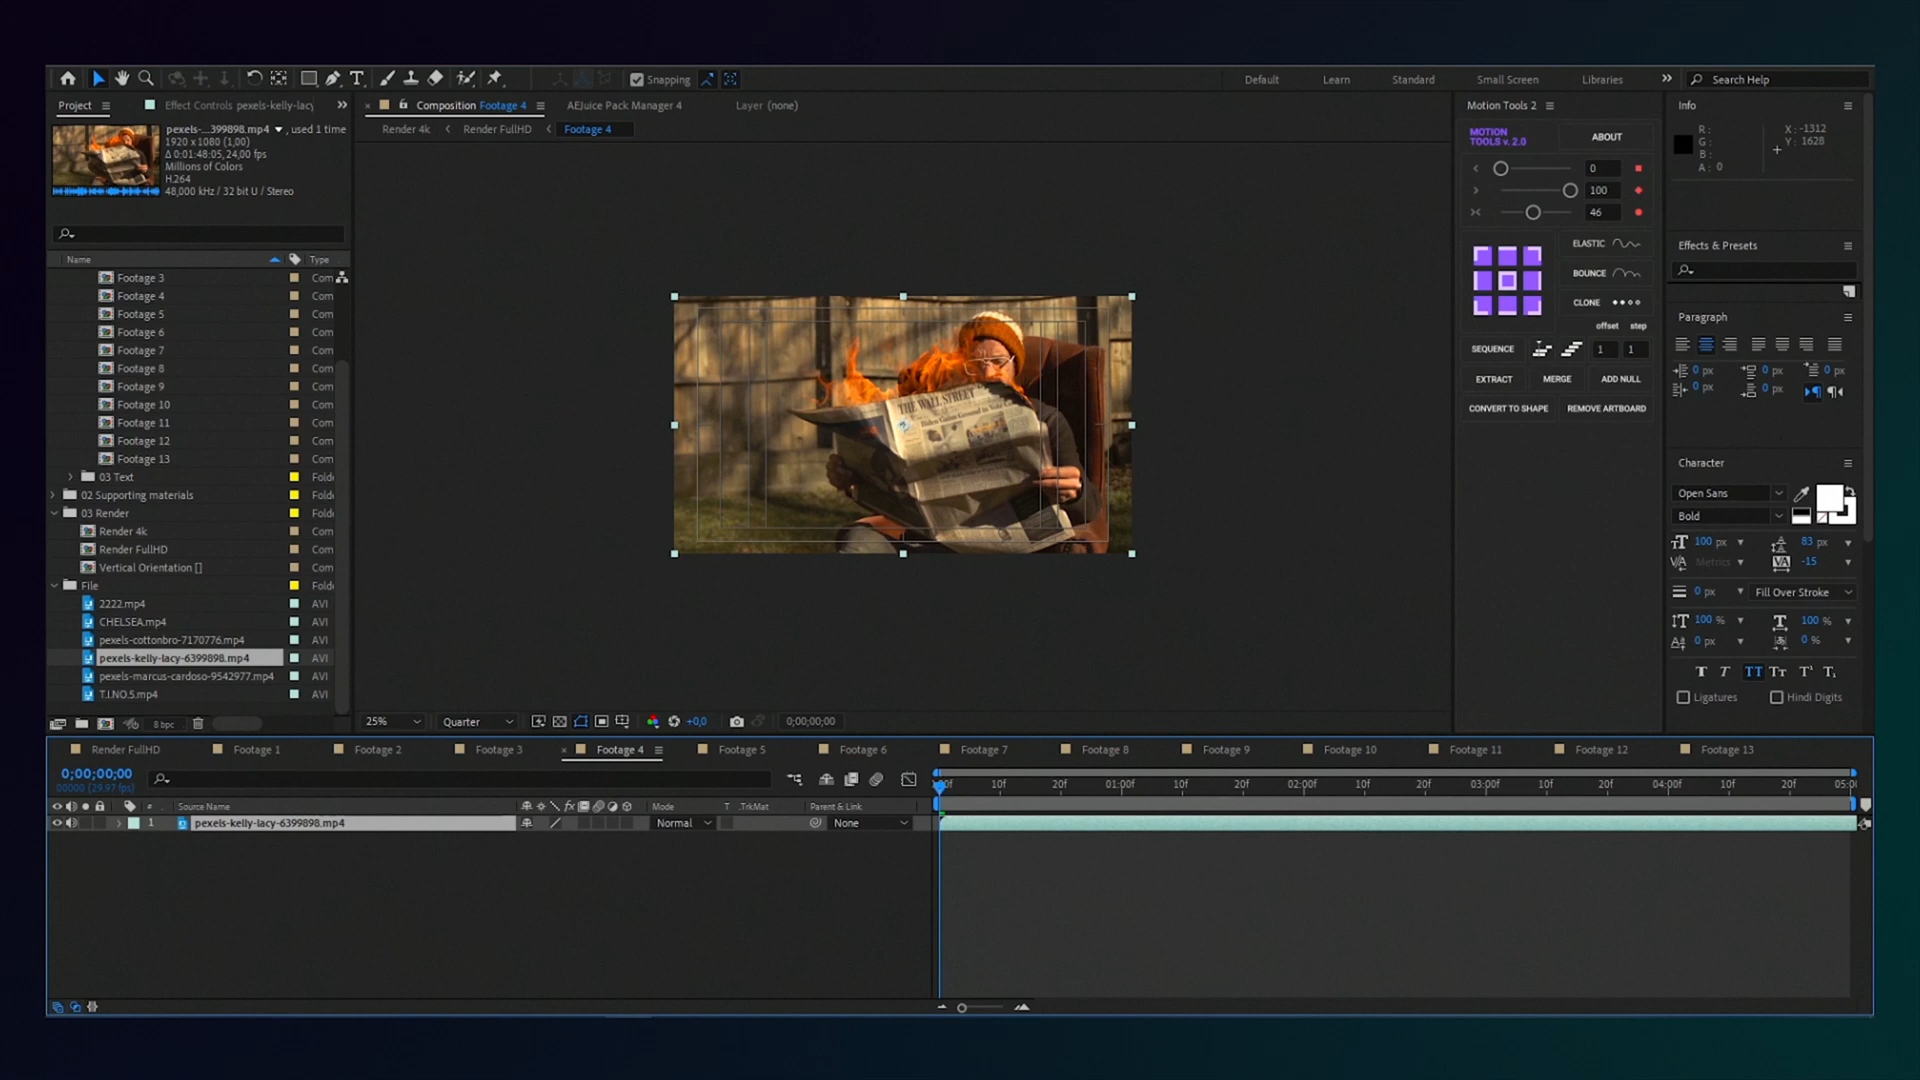 Snapping
Default
Learn
Standard
Small Screen
Libraries
Search Help
Project
Effect Controls pexels-kelly-lacy
Composition Footage 4
AEJuice Pack Manager 4
Layer (none)
Motion Tools 2
Info
pexels-...399898.mp4 , used 1 time
1920 x 1080 (1,00)
Δ 0:01:48:05, 24,00 fps
Millions of Colors
H.264
48,000 kHz / 32 bit U / Stereo
Render 4k
Render FullHD
Footage 4
MOTION
TOOLS v. 2.0
ABOUT
0
100
46
ELASTIC
BOUNCE
CLONE
offset
step
SEQUENCE
1
1
EXTRACT
MERGE
ADD NULL
CONVERT TO SHAPE
REMOVE ARTBOARD
R :
G :
B :
A : 0
X : -1312
Y : 1628
Effects & Presets
Paragraph
0 px
0 px
0 px
0 px
0 px
Character
Open Sans
Bold
100 px
83 px
Metrics
-15
0 px
Fill Over Stroke
100 %
100 %
0 px
0 %
T T TT Tr T¹ T₁
Ligatures
Hindi Digits
Name
Type
Footage 3 Com
Footage 4 Com
Footage 5 Com
Footage 6 Com
Footage 7 Com
Footage 8 Com
Footage 9 Com
Footage 10 Com
Footage 11 Com
Footage 12 Com
Footage 13 Com
03 Text Folde
02 Supporting materials Folde
03 Render Folde
Render 4k Com
Render FullHD Com
Vertical Orientation [] Com
File Folde
2222.mp4 AVI
CHELSEA.mp4 AVI
pexels-cottonbro-7170776.mp4 AVI
pexels-kelly-lacy-6399898.mp4 AVI
pexels-marcus-cardoso-9542977.mp4 AVI
T.I.NO.5.mp4 AVI
8 bpc
THE WALL STREET
25%
Quarter
+0,0
0;00;00;00
Render FullHD
Footage 1
Footage 2
Footage 3
Footage 4
Footage 5
Footage 6
Footage 7
Footage 8
Footage 9
Footage 10
Footage 11
Footage 12
Footage 13
0;00;00;00
00000 (29.97 fps)
10f
20f
01:00f
10f
20f
02:00f
10f
20f
03:00f
10f
20f
04:00f
10f
20f
#
Source Name
fx
Mode
T .TrkMat
Parent & Link
1
pexels-kelly-lacy-6399898.mp4
Normal
None